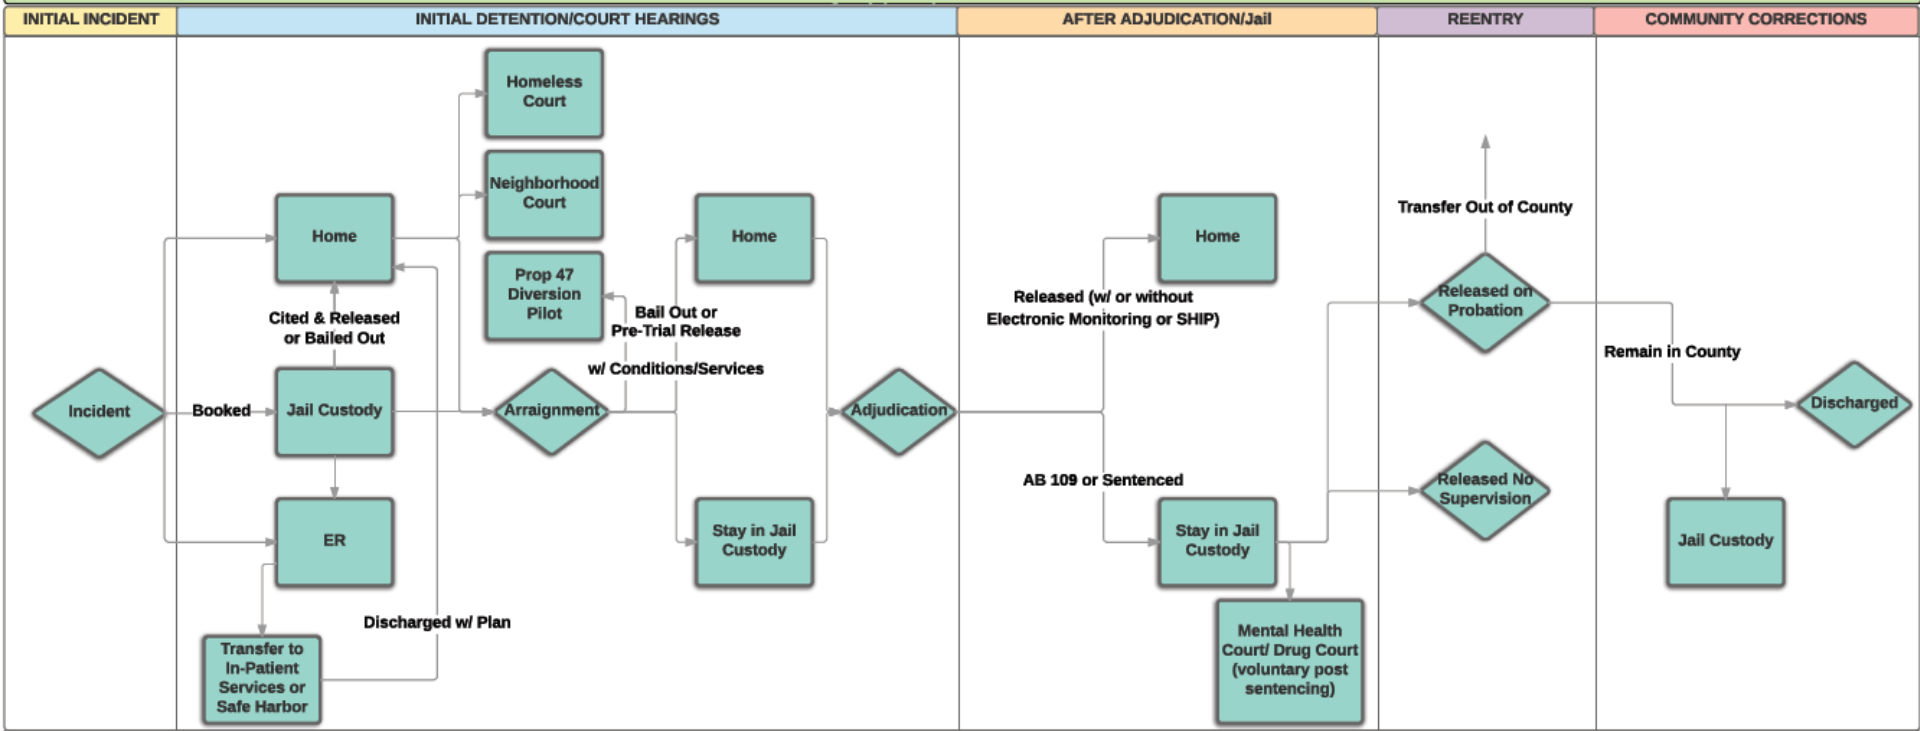 INITIAL INCIDENT
INITIAL DETENTION/COURT HEARINGS
AFTER ADJUDICATION/Jail
REENTRY
COMMUNITY CORRECTIONS
Homeless
Court
Neighborhood
Court
Home
Prop 47
Diversion
Pilot
Home
Cited & Released
or Bailed Out
Bail Out or
Pre-Trial Release
w/ Conditions/Services
Incident
Booked
Jail Custody
Arraignment
Adjudication
ER
Stay in Jail
Custody
Discharged w/ Plan
Transfer to
In-Patient
Services or
Safe Harbor
Home
Released (w/ or without
Electronic Monitoring or SHIP)
AB 109 or Sentenced
Stay in Jail
Custody
Mental Health
Court/ Drug Court
(voluntary post
sentencing)
Transfer Out of County
Released on
Probation
Released No
Supervision
Remain in County
Discharged
Jail Custody